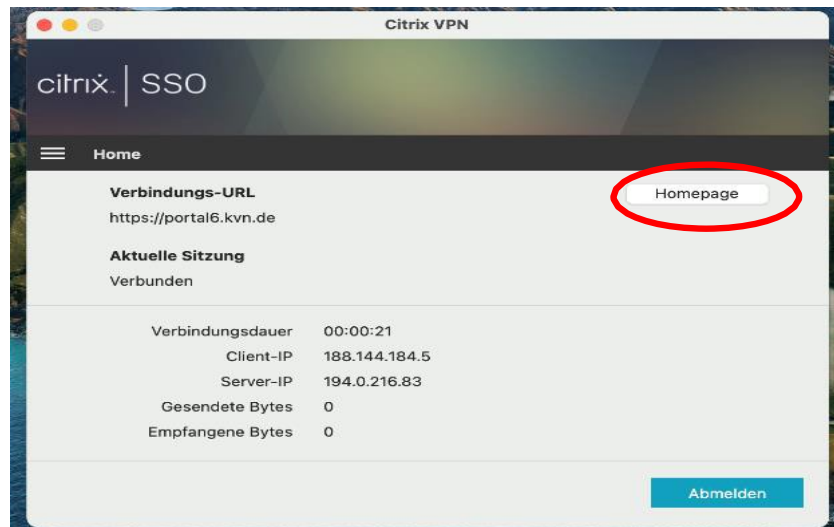 Citrix VPN
citrix. | SSO
Home
Verbindungs-URL
Homepage
https://portal6.kvn.de
Aktuelle Sitzung
Verbunden
Verbindungsdauer 00:00:21
Client-IP 188.144.184.5
Server-IP 194.0.216.83
Gesendete Bytes 0
Empfangene Bytes 0
Abmelden